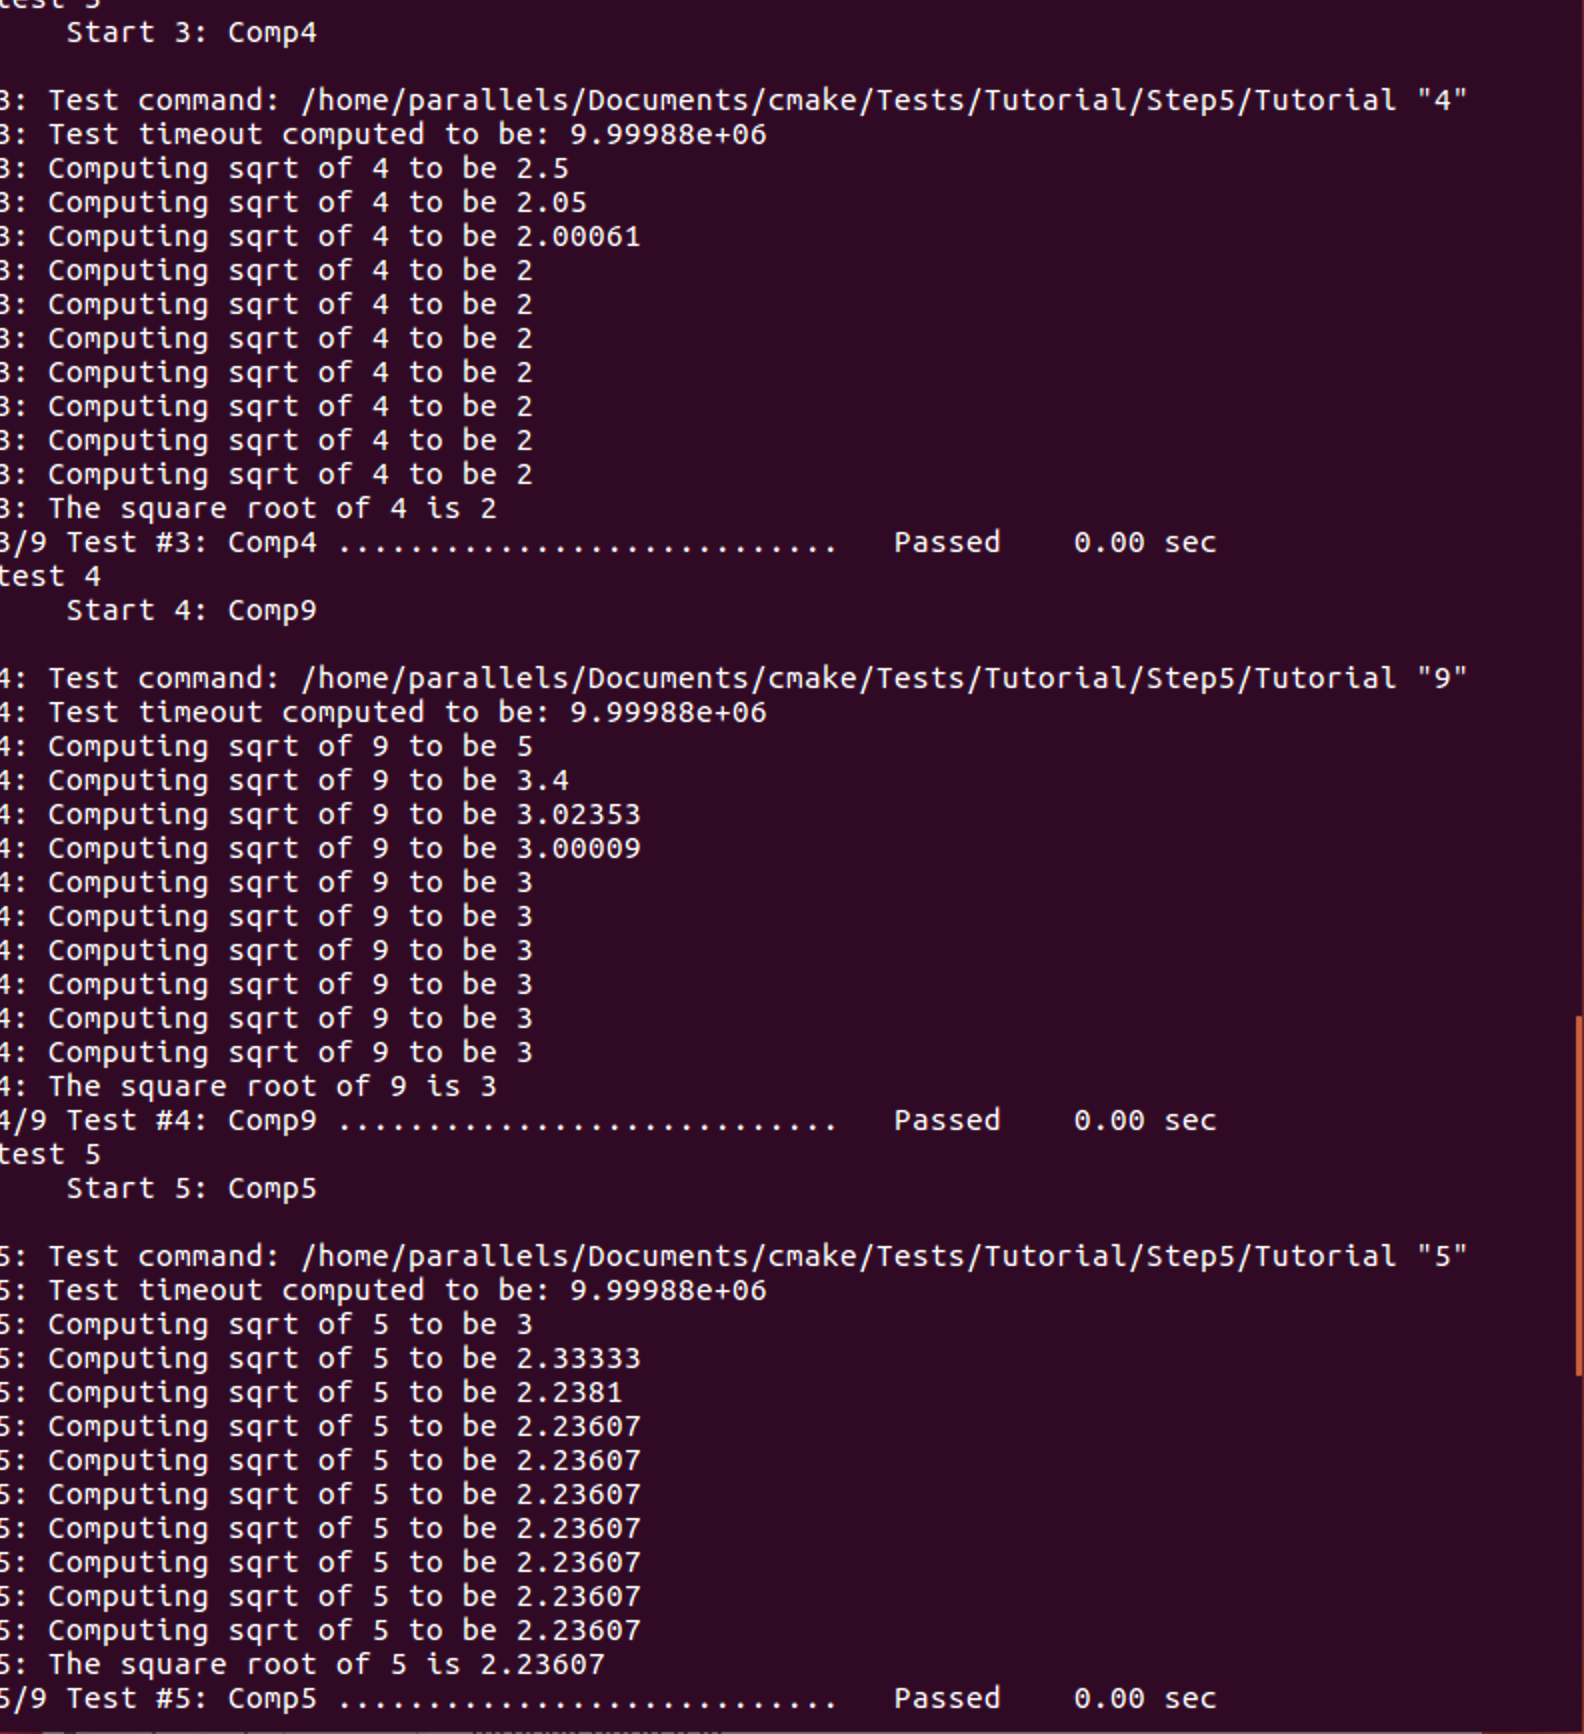 test 3
    Start 3: Comp4

3: Test command: /home/parallels/Documents/cmake/Tests/Tutorial/Step5/Tutorial "4"
3: Test timeout computed to be: 9.99988e+06
3: Computing sqrt of 4 to be 2.5
3: Computing sqrt of 4 to be 2.05
3: Computing sqrt of 4 to be 2.00061
3: Computing sqrt of 4 to be 2
3: Computing sqrt of 4 to be 2
3: Computing sqrt of 4 to be 2
3: Computing sqrt of 4 to be 2
3: Computing sqrt of 4 to be 2
3: Computing sqrt of 4 to be 2
3: Computing sqrt of 4 to be 2
3: The square root of 4 is 2
3/9 Test #3: Comp4 ............................   Passed    0.00 sec
test 4
    Start 4: Comp9

4: Test command: /home/parallels/Documents/cmake/Tests/Tutorial/Step5/Tutorial "9"
4: Test timeout computed to be: 9.99988e+06
4: Computing sqrt of 9 to be 5
4: Computing sqrt of 9 to be 3.4
4: Computing sqrt of 9 to be 3.02353
4: Computing sqrt of 9 to be 3.00009
4: Computing sqrt of 9 to be 3
4: Computing sqrt of 9 to be 3
4: Computing sqrt of 9 to be 3
4: Computing sqrt of 9 to be 3
4: Computing sqrt of 9 to be 3
4: Computing sqrt of 9 to be 3
4: The square root of 9 is 3
4/9 Test #4: Comp9 ............................   Passed    0.00 sec
test 5
    Start 5: Comp5

5: Test command: /home/parallels/Documents/cmake/Tests/Tutorial/Step5/Tutorial "5"
5: Test timeout computed to be: 9.99988e+06
5: Computing sqrt of 5 to be 3
5: Computing sqrt of 5 to be 2.33333
5: Computing sqrt of 5 to be 2.2381
5: Computing sqrt of 5 to be 2.23607
5: Computing sqrt of 5 to be 2.23607
5: Computing sqrt of 5 to be 2.23607
5: Computing sqrt of 5 to be 2.23607
5: Computing sqrt of 5 to be 2.23607
5: Computing sqrt of 5 to be 2.23607
5: Computing sqrt of 5 to be 2.23607
5: The square root of 5 is 2.23607
5/9 Test #5: Comp5 ............................   Passed    0.00 sec